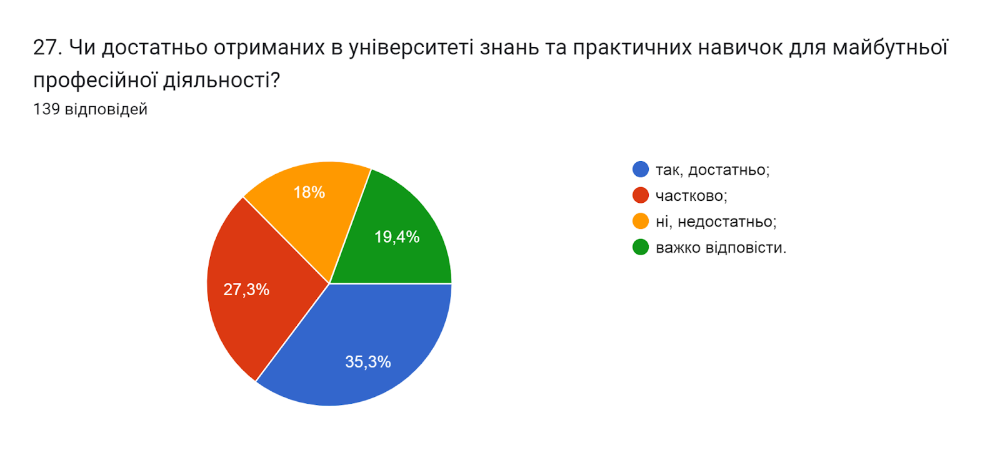 27. Чи достатньо отриманих в університеті знань та практичних навичок для майбутньої
професійної діяльності?
139 відповідей
18%
19,4%
27,3%
35,3%
так, достатньо;
частково;
ні, недостатньо;
важко відповісти.